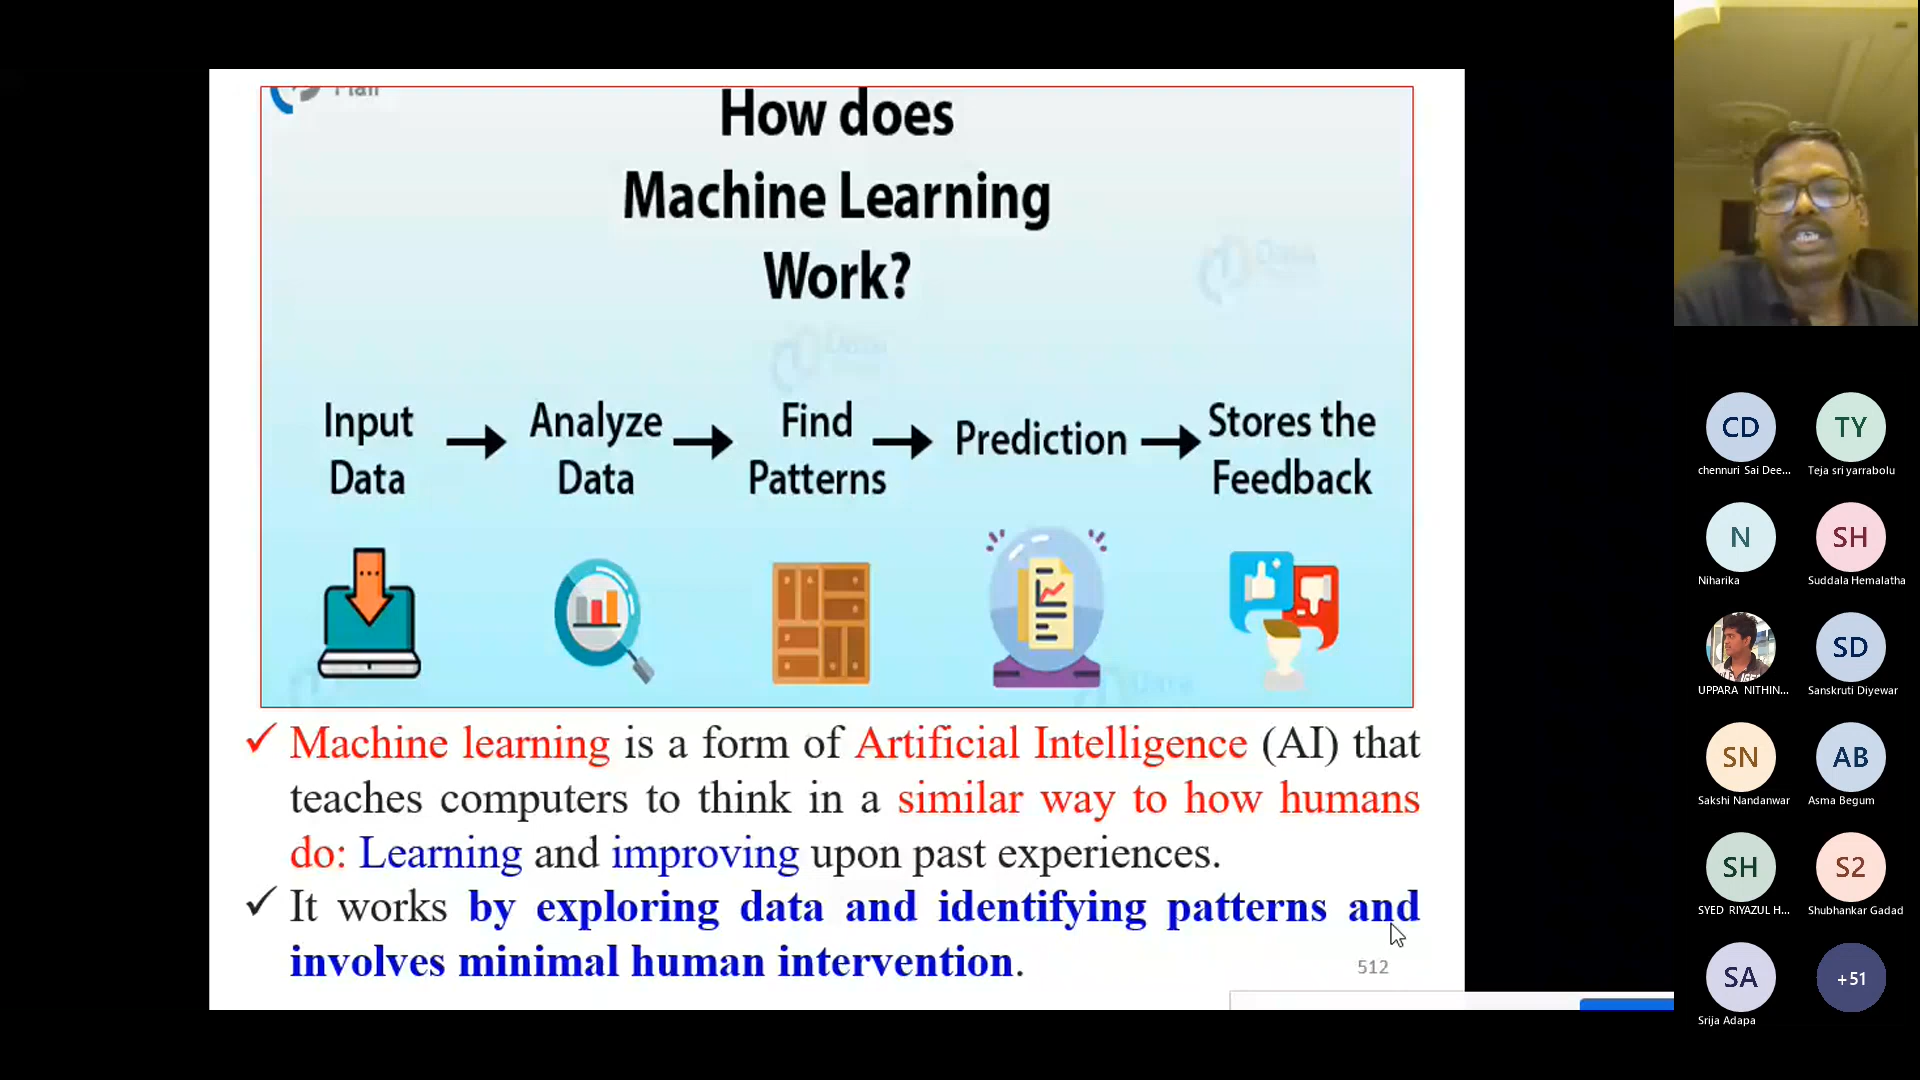 Flair
How does
Machine Learning
Work?
Input
Data
Analyze
Data
Find
Patterns
Prediction
Stores the
Feedback
✓ Machine learning is a form of Artificial Intelligence (AI) that
teaches computers to think in a similar way to how humans
do: Learning and improving upon past experiences.
✓ It works by exploring data and identifying patterns and
involves minimal human intervention.
512
CD
chennuri Sai Dee...
TY
Teja sri yarrabolu
N
Niharika
SH
Suddala Hemalatha
UPPARA NITHIN...
SD
Sanskruti Diyewar
SN
Sakshi Nandanwar
AB
Asma Begum
SH
SYED RIYAZUL H...
S2
Shubhankar Gadad
SA
Srija Adapa
+51